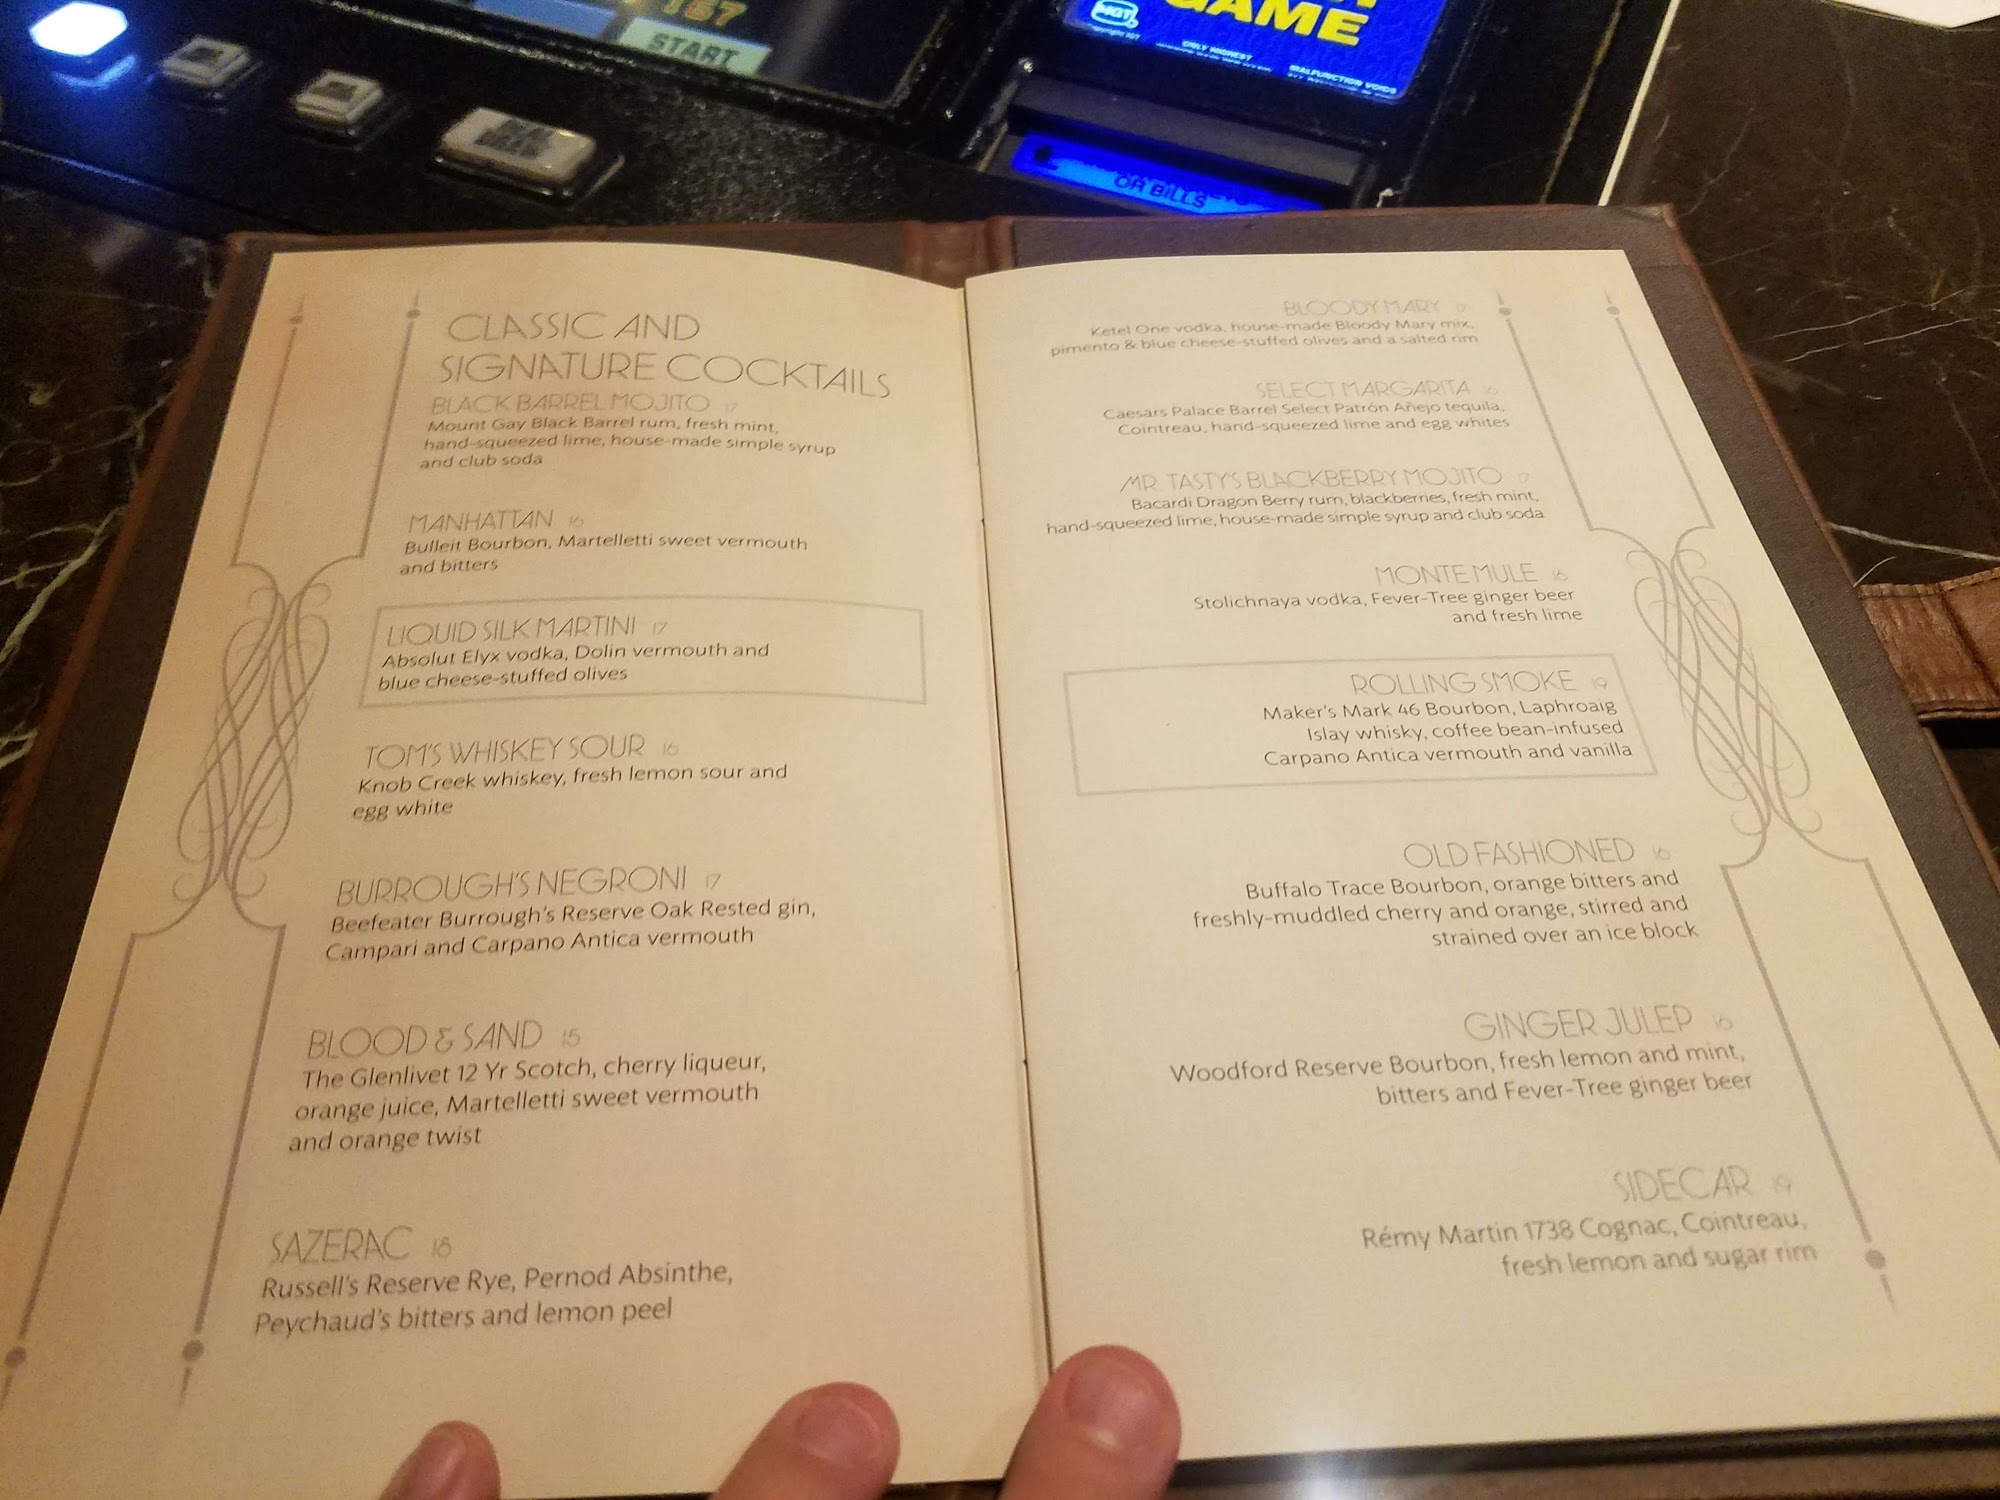 167
START
GAME
OR BILLS
CLASSIC AND
SIGNATURE COCKTAILS
BLACK BARREL MOJITO 17
Mount Gay Black Barrel rum, fresh mint,
hand-squeezed lime, house-made simple syrup
and club soda
MANHATTAN 16
Bulleit Bourbon, Martelletti sweet vermouth
and bitters
LIQUID SILK MARTINI 17
Absolut Elyx vodka, Dolin vermouth and
blue cheese-stuffed olives
TOM'S WHISKEY SOUR 16
Knob Creek whiskey, fresh lemon sour and
egg white
BURROUGH'S NEGRONI 17
Beefeater Burrough's Reserve Oak Rested gin,
Campari and Carpano Antica vermouth
BLOOD & SAND 15
The Glenlivet 12 Yr Scotch, cherry liqueur,
orange juice, Martelletti sweet vermouth
and orange twist
SAZERAC 18
Russell's Reserve Rye, Pernod Absinthe,
Peychaud's bitters and lemon peel
BLOODY MARY 17
Ketel One vodka, house-made Bloody Mary mix,
pimento & blue cheese-stuffed olives and a salted rim
SELECT MARGARITA 16
Caesars Palace Barrel Select Patrón Añejo tequila,
Cointreau, hand-squeezed lime and egg whites
MR. TASTY'S BLACKBERRY MOJITO 17
Bacardi Dragon Berry rum, blackberries, fresh mint,
hand-squeezed lime, house-made simple syrup and club soda
MONTE MULE 16
Stolichnaya vodka, Fever-Tree ginger beer
and fresh lime
ROLLING SMOKE 19
Maker's Mark 46 Bourbon, Laphroaig
Islay whisky, coffee bean-infused
Carpano Antica vermouth and vanilla
OLD FASHIONED 16
Buffalo Trace Bourbon, orange bitters and
freshly-muddled cherry and orange, stirred and
strained over an ice block
GINGER JULEP 16
Woodford Reserve Bourbon, fresh lemon and mint,
bitters and Fever-Tree ginger beer
SIDECAR 19
Rémy Martin 1738 Cognac, Cointreau,
fresh lemon and sugar rim